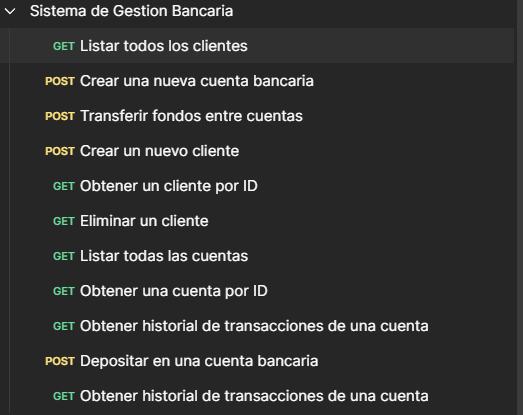 Sistema de Gestion Bancaria
GET Listar todos los clientes
POST Crear una nueva cuenta bancaria
POST Transferir fondos entre cuentas
POST Crear un nuevo cliente
GET Obtener un cliente por ID
GET Eliminar un cliente
GET Listar todas las cuentas
GET Obtener una cuenta por ID
GET Obtener historial de transacciones de una cuenta
POST Depositar en una cuenta bancaria
GET Obtener historial de transacciones de una cuenta